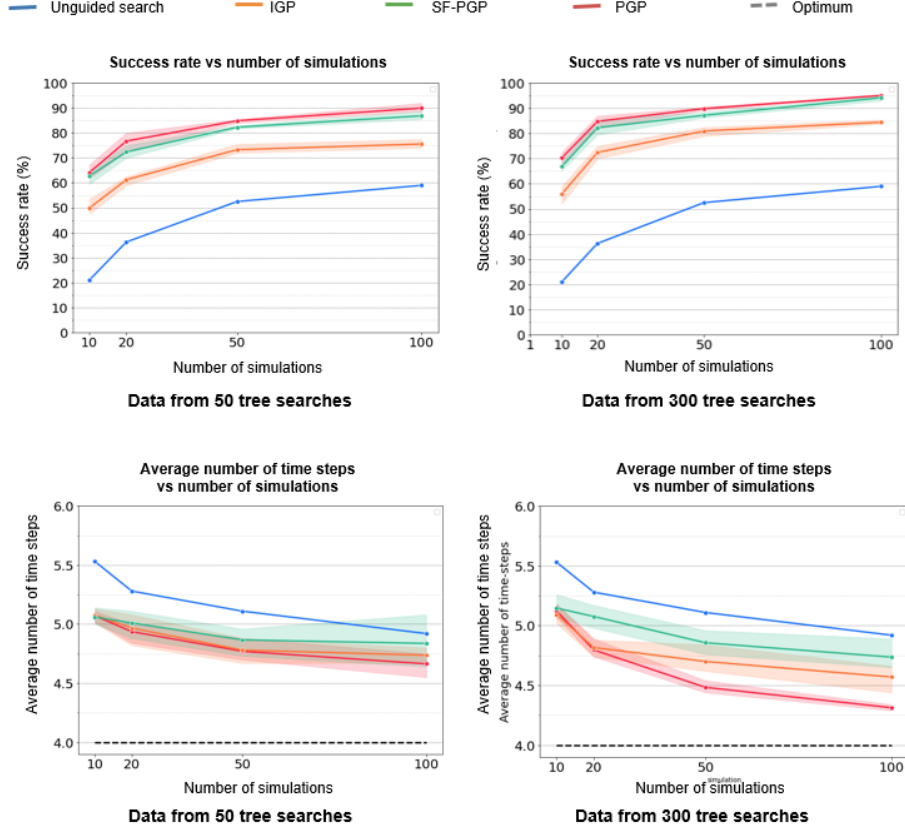 Unguided search IGP SF-PGP PGP Optimum
Success rate vs number of simulations
Success rate (%)
100
90
80
70
60
50
40
30
20
10
0
10 20 50 100
Number of simulations
Data from 50 tree searches
Success rate vs number of simulations
Success rate (%)
100
90
80
70
60
50
40
30
20
10
0
1 10 20 50 100
Number of simulations
Data from 300 tree searches
Average number of time steps
vs number of simulations
Average number of time steps
6.0
5.5
5.0
4.5
4.0
10 20 50 100
Number of simulations
Data from 50 tree searches
Average number of time steps
vs number of simulations
Average number of time steps
Average number of time-steps
6.0
5.5
5.0
4.5
4.0
10 20 50 100
simulation
Number of simulations
Data from 300 tree searches